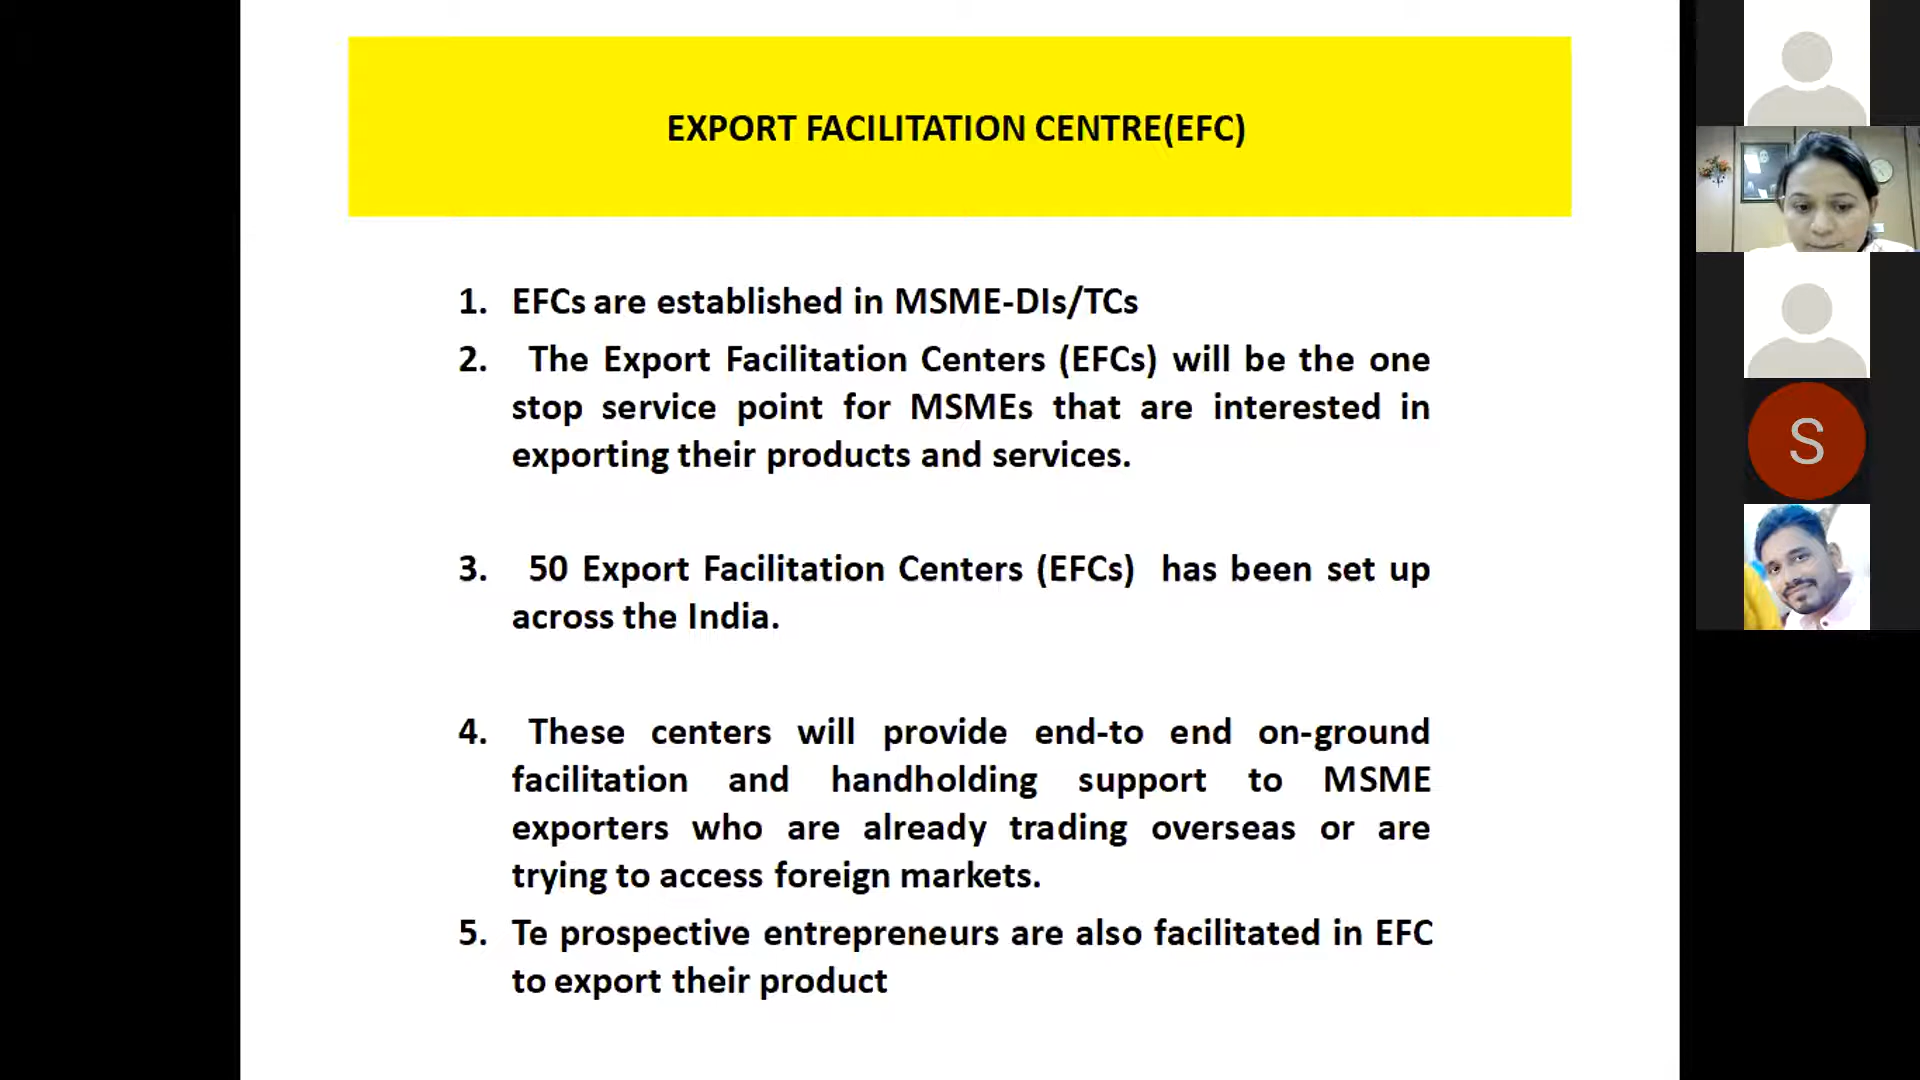 EXPORT FACILITATION CENTRE(EFC)
1. EFCs are established in MSME-DIs/TCs
2. The Export Facilitation Centers (EFCs) will be the one
stop service point for MSMEs that are interested in
exporting their products and services.
3. 50 Export Facilitation Centers (EFCs) has been set up
across the India.
4. These centers will provide end-to end on-ground
facilitation and handholding support to MSME
exporters who are already trading overseas or are
trying to access foreign markets.
5. Te prospective entrepreneurs are also facilitated in EFC
to export their product
S